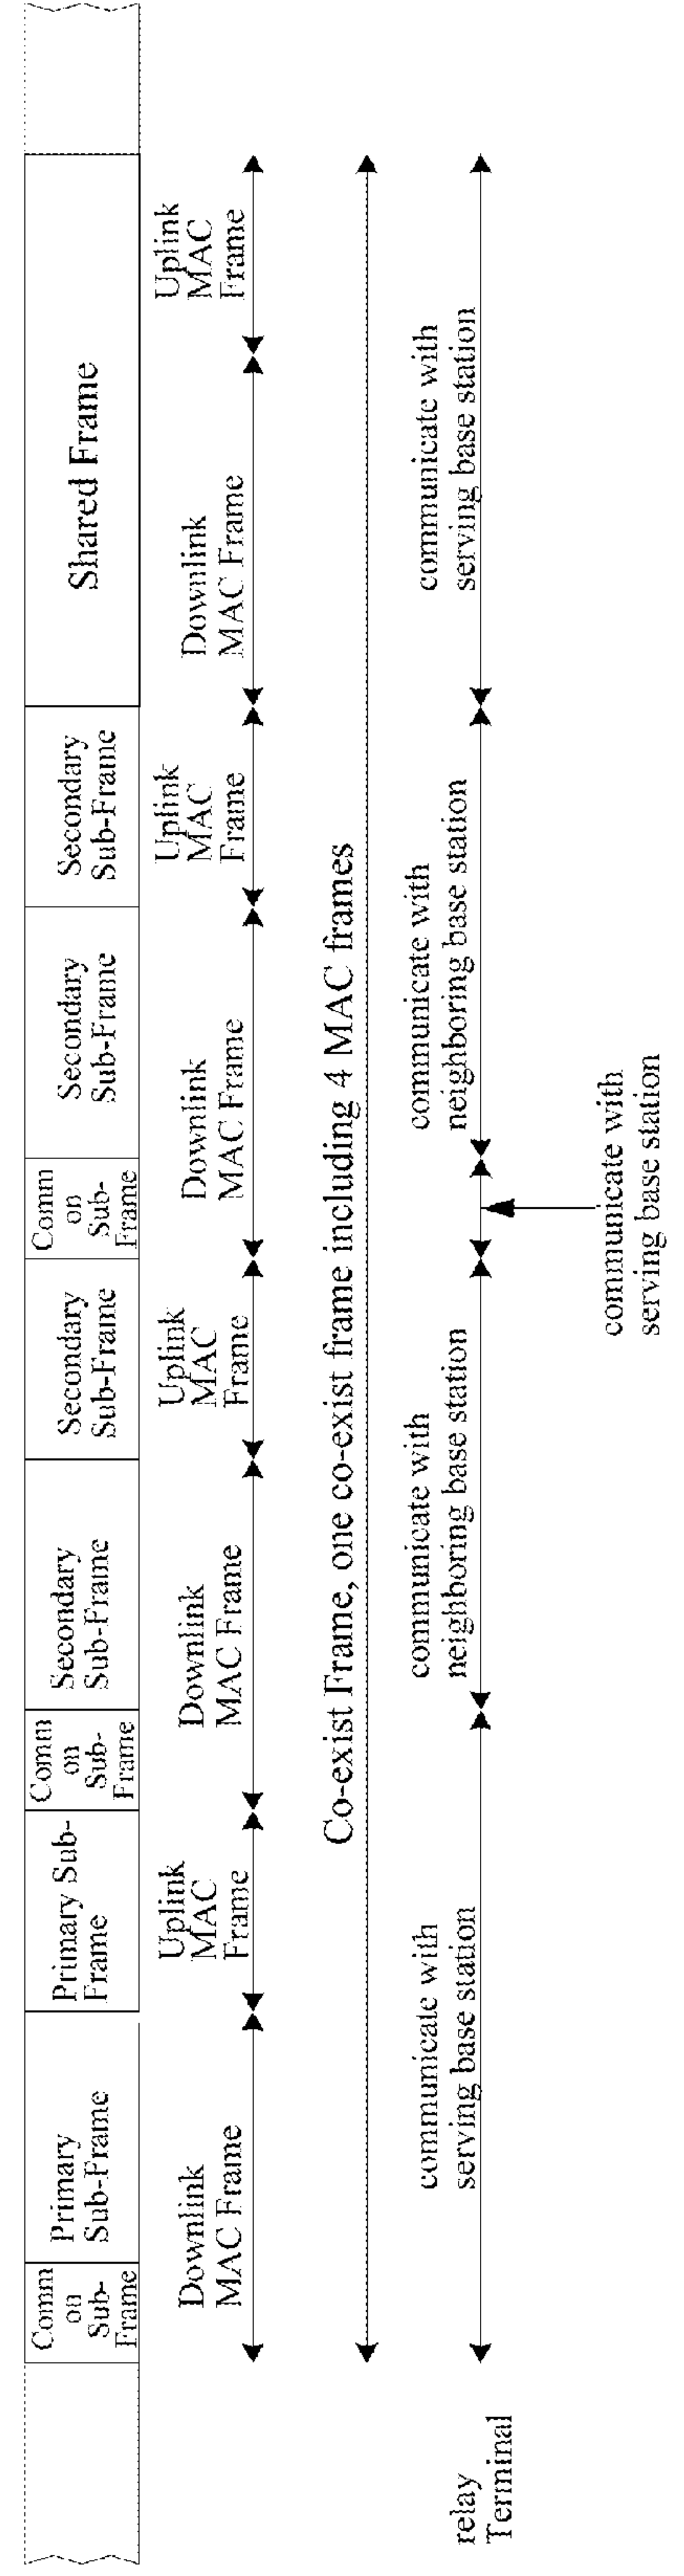 Comm
on
Sub-
Frame
Primary
Sub-Frame
Primary Sub-
Frame
Comm
on
Sub-
Frame
Secondary
Sub-Frame
Secondary
Sub-Frame
Comm
on
Sub-
Frame
Secondary
Sub-Frame
Secondary
Sub-Frame
Shared Frame
Downlink
MAC Frame
Uplink
MAC
Frame
Downlink
MAC Frame
Uplink
MAC
Frame
Downlink
MAC Frame
Uplink
MAC
Frame
Downlink
MAC Frame
Uplink
MAC
Frame
Co-exist Frame, one co-exist frame including 4 MAC frames
relay
Terminal
communicate with
serving base station
communicate with
neighboring base station
communicate with
neighboring base station
communicate with
serving base station
communicate with
serving base station